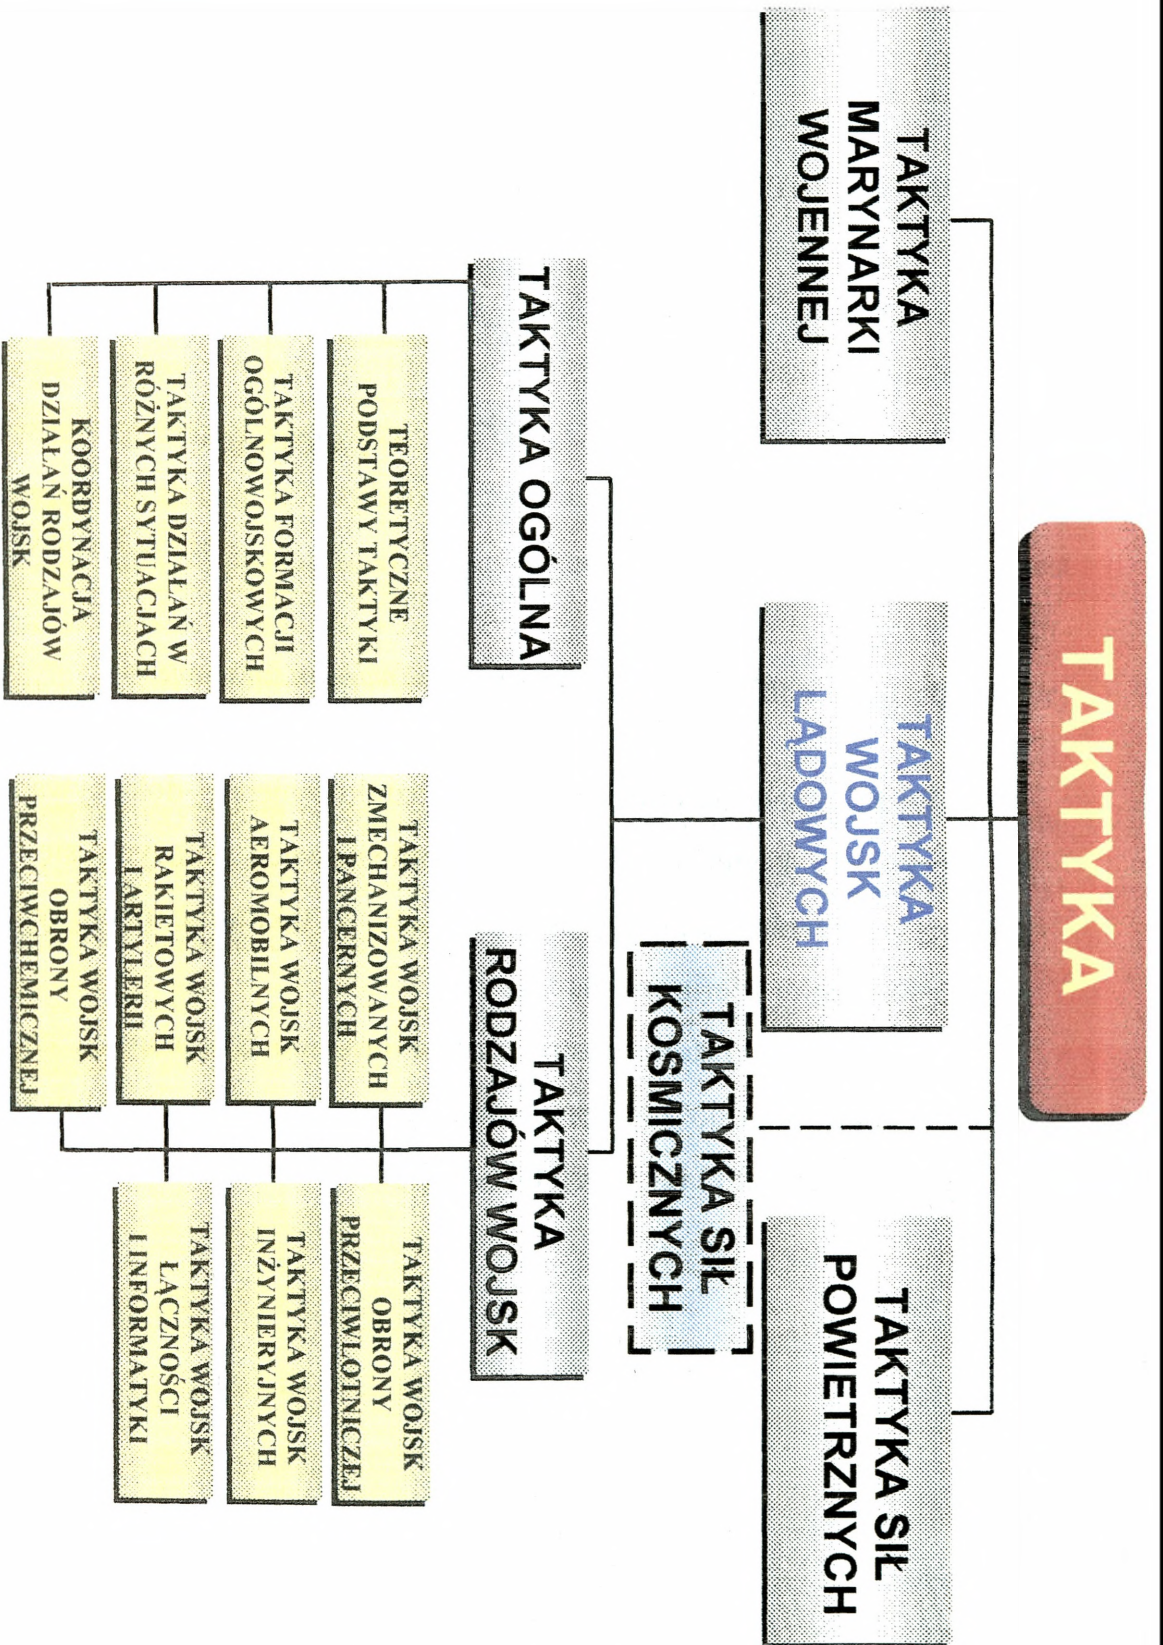 TAKTYKA
TAKTYKA
MARYNARKI
WOJENNEJ
TAKTYKA
WOJSK
LĄDOWYCH
TAKTYKA SIŁ
POWIETRZNYCH
TAKTYKA SIŁ
KOSMICZNYCH
TAKTYKA OGÓLNA
TAKTYKA
RODZAJÓW WOJSK
TEORETYCZNE
PODSTAWY TAKTYKI
TAKTYKA FORMACJI
OGÓLNOWOJSKOWYCH
TAKTYKA DZIAŁAŃ W
RÓŻNYCH SYTUACJACH
KOORDYNACJA
DZIAŁAŃ RODZAJÓW
WOJSK
TAKTYKA WOJSK
ZMECHANIZOWANYCH
I PANCERNYCH
TAKTYKA WOJSK
AEROMOBILNYCH
TAKTYKA WOJSK
RAKIETOWYCH
I ARTYLERII
TAKTYKA WOJSK
OBRONY
PRZECIWCHEMICZNEJ
TAKTYKA WOJSK
OBRONY
PRZECIWLOTNICZEJ
TAKTYKA WOJSK
INŻYNIERYJNYCH
TAKTYKA WOJSK
ŁĄCZNOŚCI
I INFORMATYKI